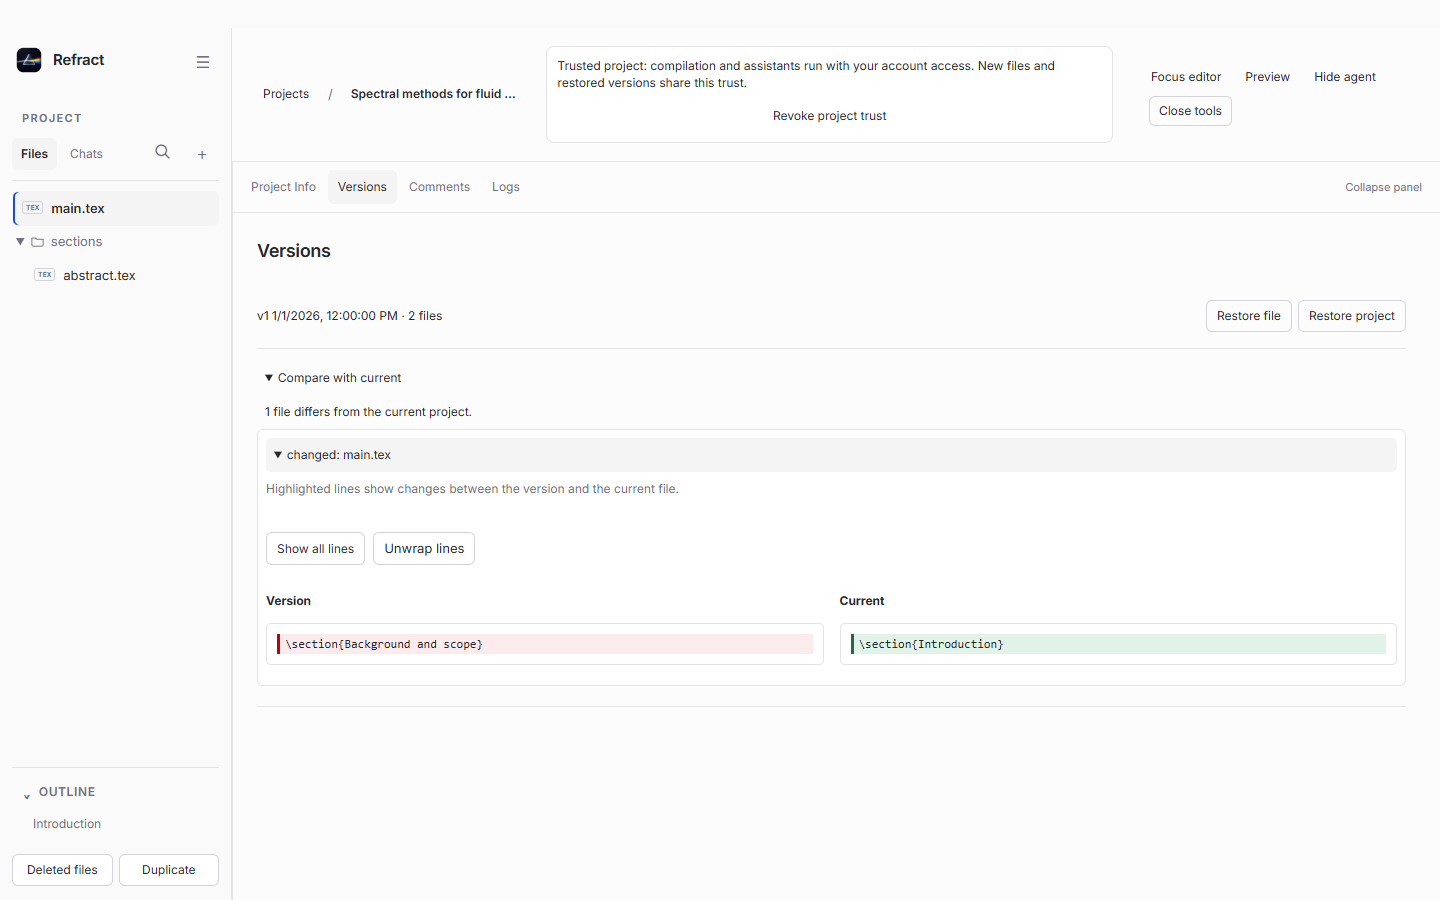 Refract
☰
PROJECT
Files Chats +
TEX main.tex
▼ sections
TEX abstract.tex
OUTLINE
Introduction
Deleted files Duplicate
Projects / Spectral methods for fluid ...
Trusted project: compilation and assistants run with your account access. New files and
restored versions share this trust.
Revoke project trust
Focus editor Preview Hide agent
Close tools
Project Info Versions Comments Logs Collapse panel
Versions
v1 1/1/2026, 12:00:00 PM · 2 files Restore file Restore project
▼ Compare with current
1 file differs from the current project.
▼ changed: main.tex
Highlighted lines show changes between the version and the current file.
Show all lines Unwrap lines
Version Current
\section{Background and scope} \section{Introduction}